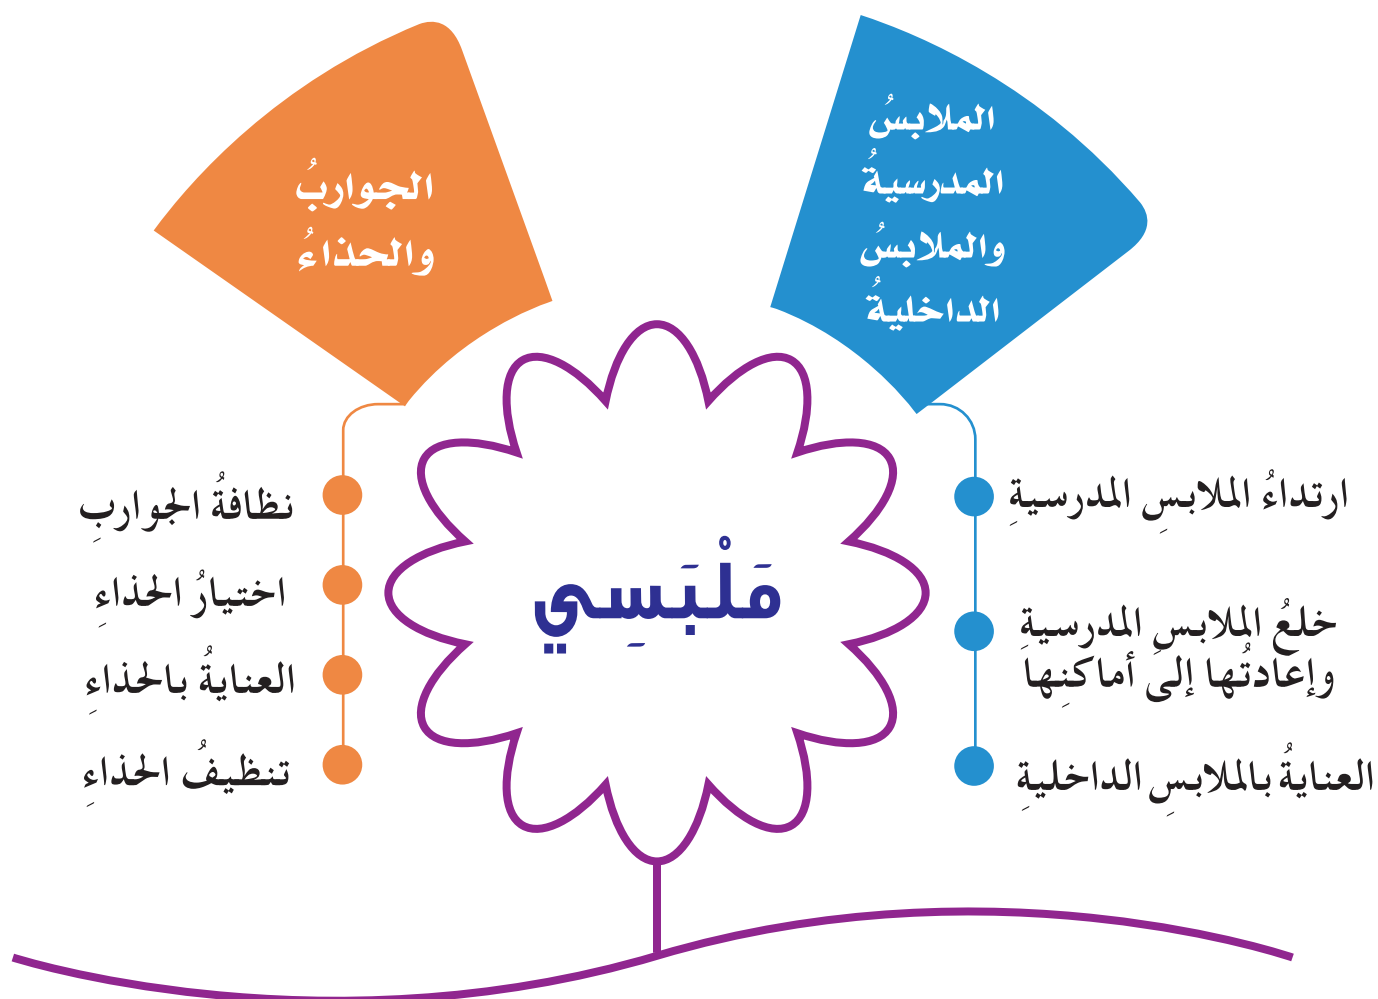 الملابسُ
المدرسيةُ
والملابسُ
الداخليةُ
الجواربُ
والحذاءُ
مَلْبَسِي
ارتداءُ الملابسِ المدرسيةِ
خلعُ الملابسِ المدرسيةِ
وإعادتُها إلى أماكنِها
العنايةُ بالملابسِ الداخليةِ
نظافةُ الجواربِ
اختيارُ الحذاءِ
العنايةُ بالحذاءِ
تنظيفُ الحذاءِ